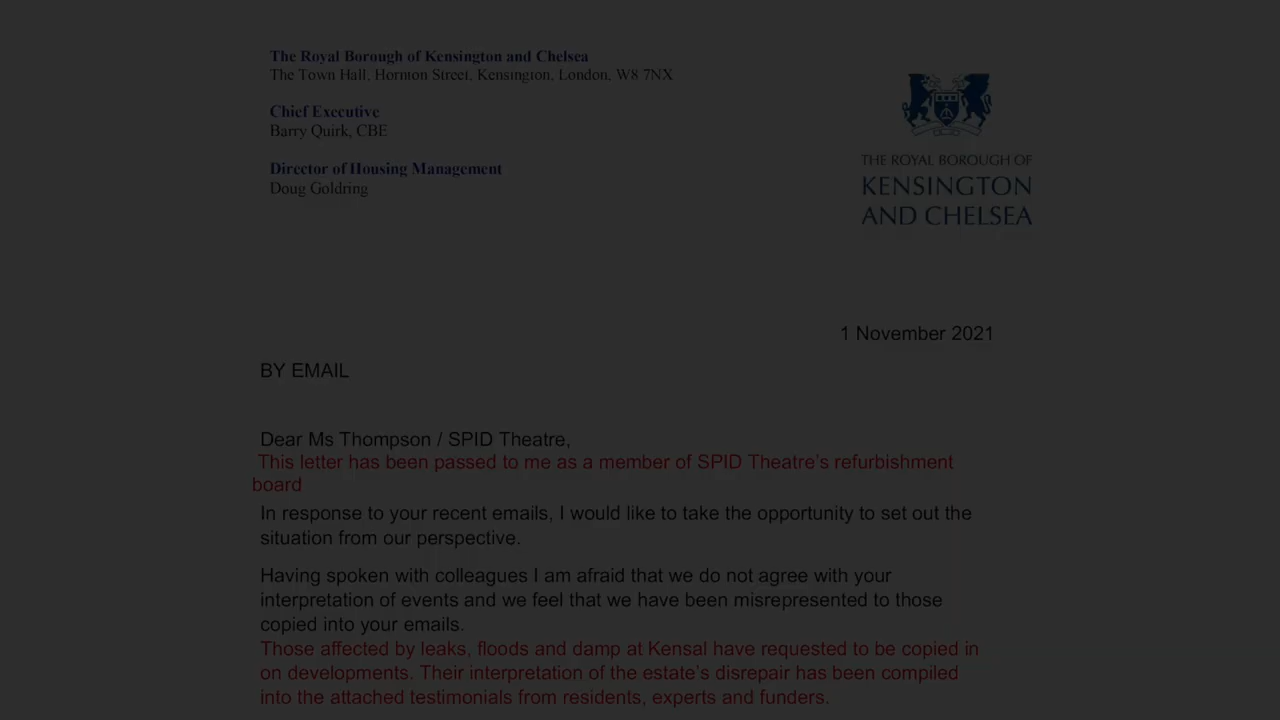 The Royal Borough of Kensington and Chelsea
The Town Hall, Hornton Street, Kensington, London, W8 7NX
Chief Executive
Barry Quirk, CBE
Director of Housing Management
Doug Goldring
THE ROYAL BOROUGH OF
KENSINGTON
AND CHELSEA
1 November 2021
BY EMAIL
Dear Ms Thompson / SPID Theatre,
This letter has been passed to me as a member of SPID Theatre's refurbishment
board
In response to your recent emails, I would like to take the opportunity to set out the
situation from our perspective.
Having spoken with colleagues I am afraid that we do not agree with your
interpretation of events and we feel that we have been misrepresented to those
copied into your emails.
Those affected by leaks, floods and damp at Kensal have requested to be copied in
on developments. Their interpretation of the estate's disrepair has been compiled
into the attached testimonials from residents, experts and funders.